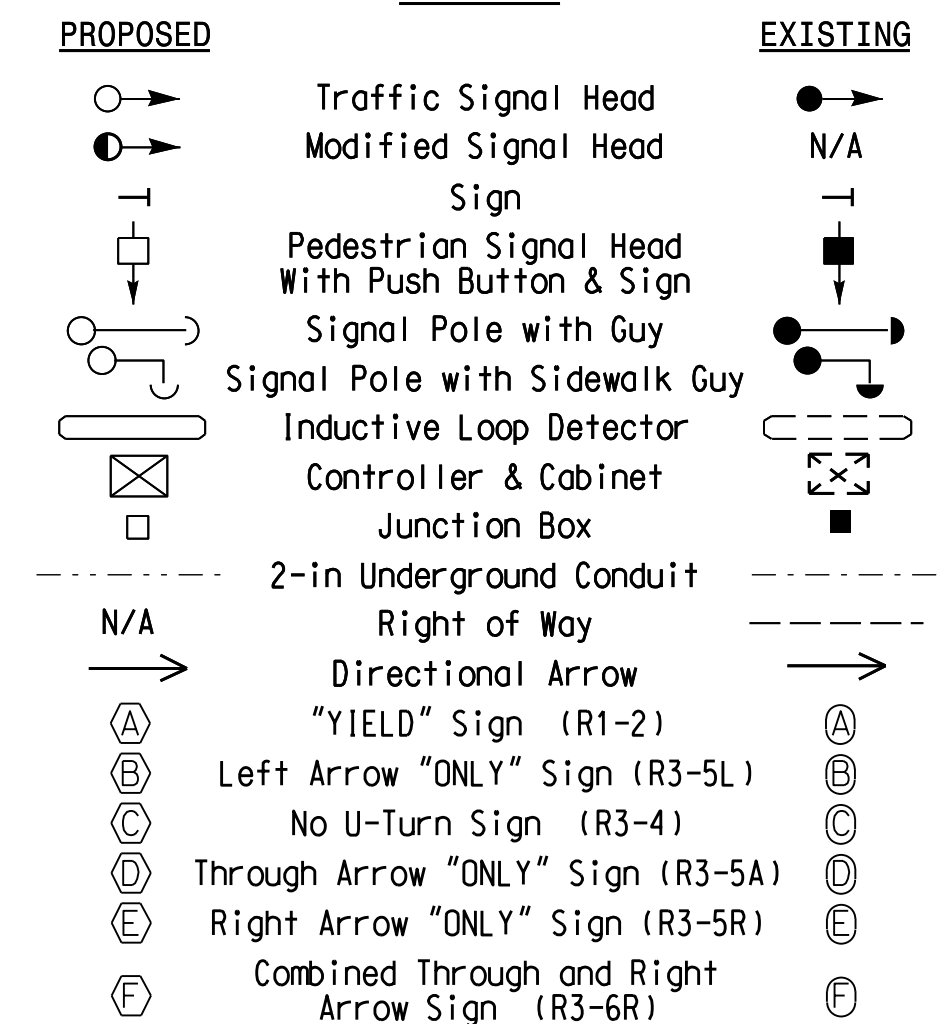 PROPOSED EXISTING
Traffic Signal Head
Modified Signal Head N/A
Sign
Pedestrian Signal Head
With Push Button & Sign
Signal Pole with Guy
Signal Pole with Sidewalk Guy
Inductive Loop Detector
Controller & Cabinet
Junction Box
2-in Underground Conduit
N/A Right of Way
Directional Arrow
A "YIELD" Sign (R1-2) A
B Left Arrow "ONLY" Sign (R3-5L) B
C No U-Turn Sign (R3-4) C
D Through Arrow "ONLY" Sign (R3-5A) D
E Right Arrow "ONLY" Sign (R3-5R) E
Combined Through and Right
F Arrow Sign (R3-6R) F